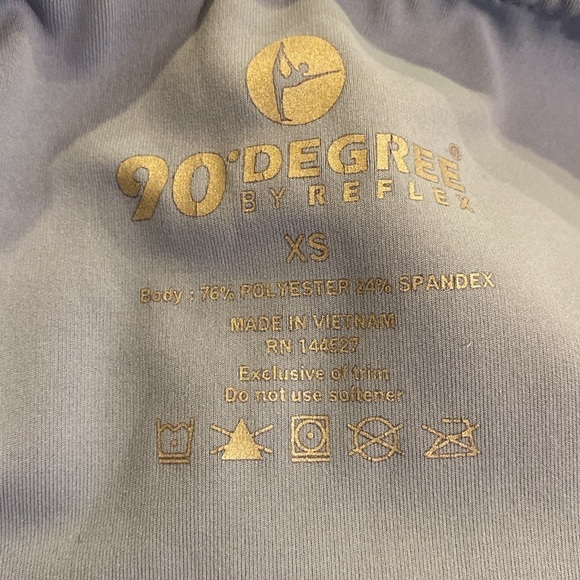 90° DEGREE®
BY REFLEX
XS
Body : 76% POLYESTER 24% SPANDEX
MADE IN VIETNAM
RN 144527
Exclusive of trim
Do not use softener